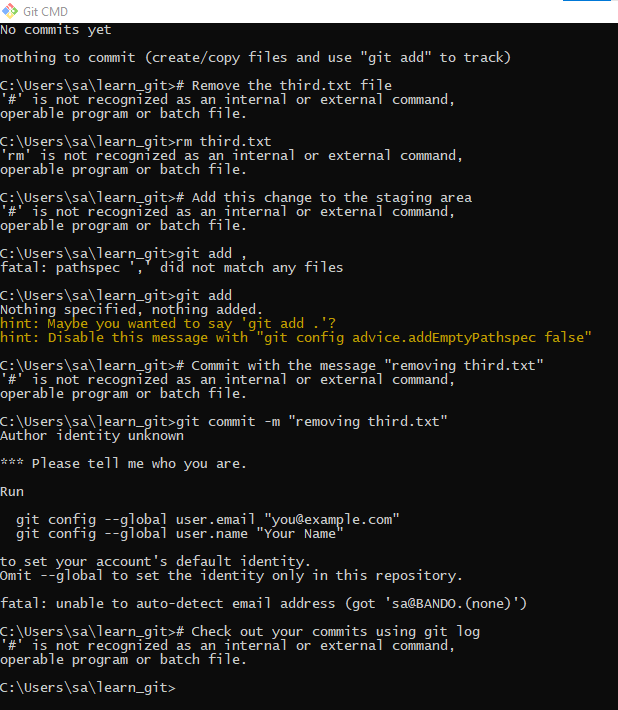 Git CMD
No commits yet
nothing to commit (create/copy files and use "git add" to track)
C:\Users\sa\learn_git># Remove the third.txt file
'#' is not recognized as an internal or external command,
operable program or batch file.
C:\Users\sa\learn_git>rm third.txt
'rm' is not recognized as an internal or external command,
operable program or batch file.
C:\Users\sa\learn_git># Add this change to the staging area
'#' is not recognized as an internal or external command,
operable program or batch file.
C:\Users\sa\learn_git>git add ,
fatal: pathspec ',' did not match any files
C:\Users\sa\learn_git>git add
Nothing specified, nothing added.
hint: Maybe you wanted to say 'git add .'?
hint: Disable this message with "git config advice.addEmptyPathspec false"
C:\Users\sa\learn_git># Commit with the message "removing third.txt"
'#' is not recognized as an internal or external command,
operable program or batch file.
C:\Users\sa\learn_git>git commit -m "removing third.txt"
Author identity unknown
*** Please tell me who you are.
Run
git config --global user.email "you@example.com"
git config --global user.name "Your Name"
to set your account's default identity.
Omit --global to set the identity only in this repository.
fatal: unable to auto-detect email address (got 'sa@BANDO.(none)')
C:\Users\sa\learn_git># Check out your commits using git log
'#' is not recognized as an internal or external command,
operable program or batch file.
C:\Users\sa\learn_git>